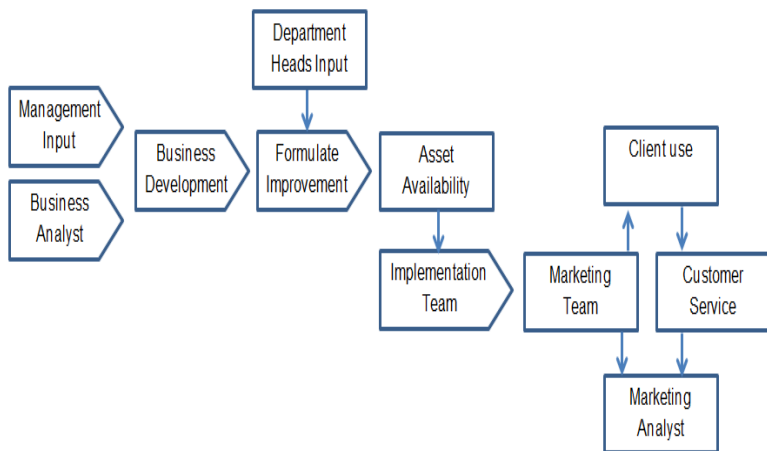 Department
Heads Input
Management
Input
Business
Development
Formulate
Improvement
Asset
Availability
Client use
Business
Analyst
Implementation
Team
Marketing
Team
Customer
Service
Marketing
Analyst